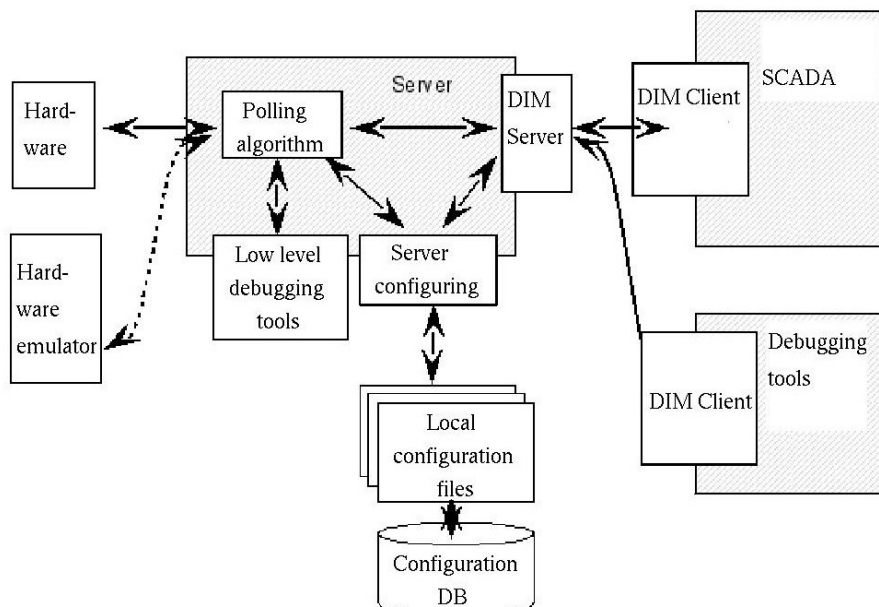 Hard-
ware
Polling
algorithm
Server
DIM
Server
DIM Client
SCADA
Hard-
ware
emulator
Low level
debugging
tools
Server
configuring
Debugging
tools
DIM Client
Local
configuration
files
Configuration
DB